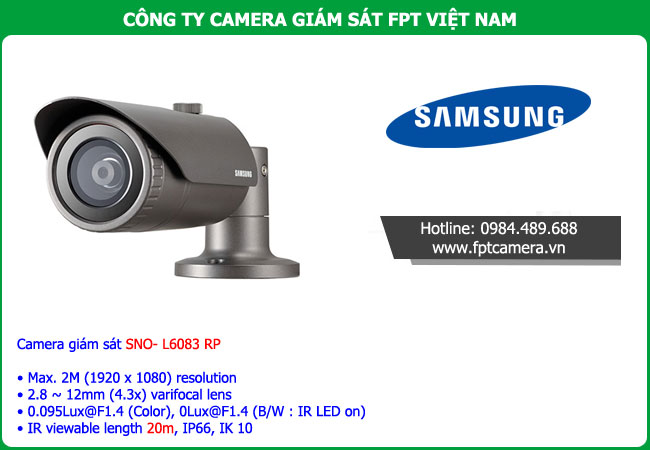 CÔNG TY CAMERA GIÁM SÁT FPT VIỆT NAM
SAMSUNG
SAMSUNG
Hotline: 0984.489.688
www.fptcamera.vn
Camera giám sát SNO- L6083 RP
• Max. 2M (1920 x 1080) resolution
• 2.8 ~ 12mm (4.3x) varifocal lens
• 0.095Lux@F1.4 (Color), 0Lux@F1.4 (B/W : IR LED on)
• IR viewable length 20m, IP66, IK 10